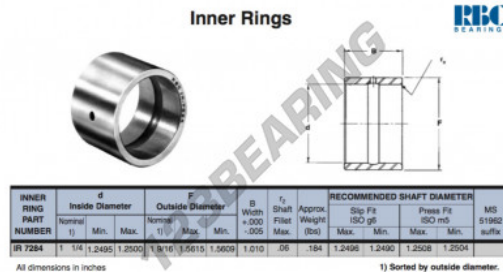 Inner Rings
RBC
BEARINGS
123BEARING
B
d
F
INNER RING PART NUMBER
d
Inside Diameter
Nominal 1) Min. Max.
F
Outside Diameter
Nominal 1) Min. Max.
B
Width
+.000
-.005
Shaft Fillet Max.
Approx. Weight (lbs)
RECOMMENDED SHAFT DIAMETER
Slip Fit
ISO g6
Max. Min.
Press Fit
ISO m5
Max. Min.
MS
51962
suffix
IR 7284 1 1/4 1.2495 1.2500 1 9/16 1.5615 1.5609 1.010 .06 .184 1.2496 1.2490 1.2508 1.2504
All dimensions in inches
1) Sorted by outside diameter.